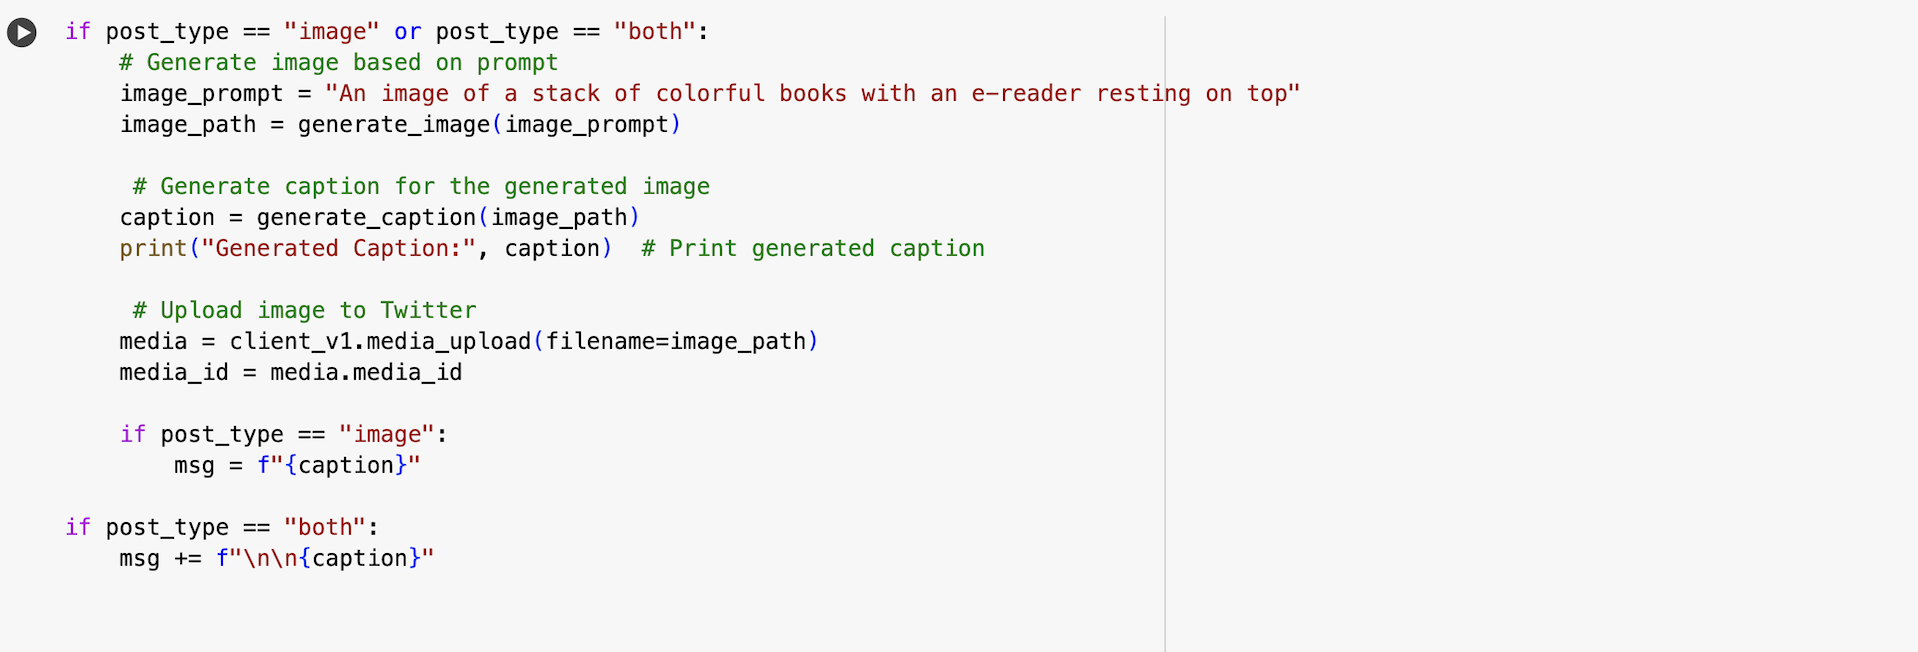 if post_type == "image" or post_type == "both":
    # Generate image based on prompt
    image_prompt = "An image of a stack of colorful books with an e-reader resting on top"
    image_path = generate_image(image_prompt)

     # Generate caption for the generated image
    caption = generate_caption(image_path)
    print("Generated Caption:", caption)  # Print generated caption

     # Upload image to Twitter
    media = client_v1.media_upload(filename=image_path)
    media_id = media.media_id

    if post_type == "image":
        msg = f"{caption}"

if post_type == "both":
    msg += f"\n\n{caption}"